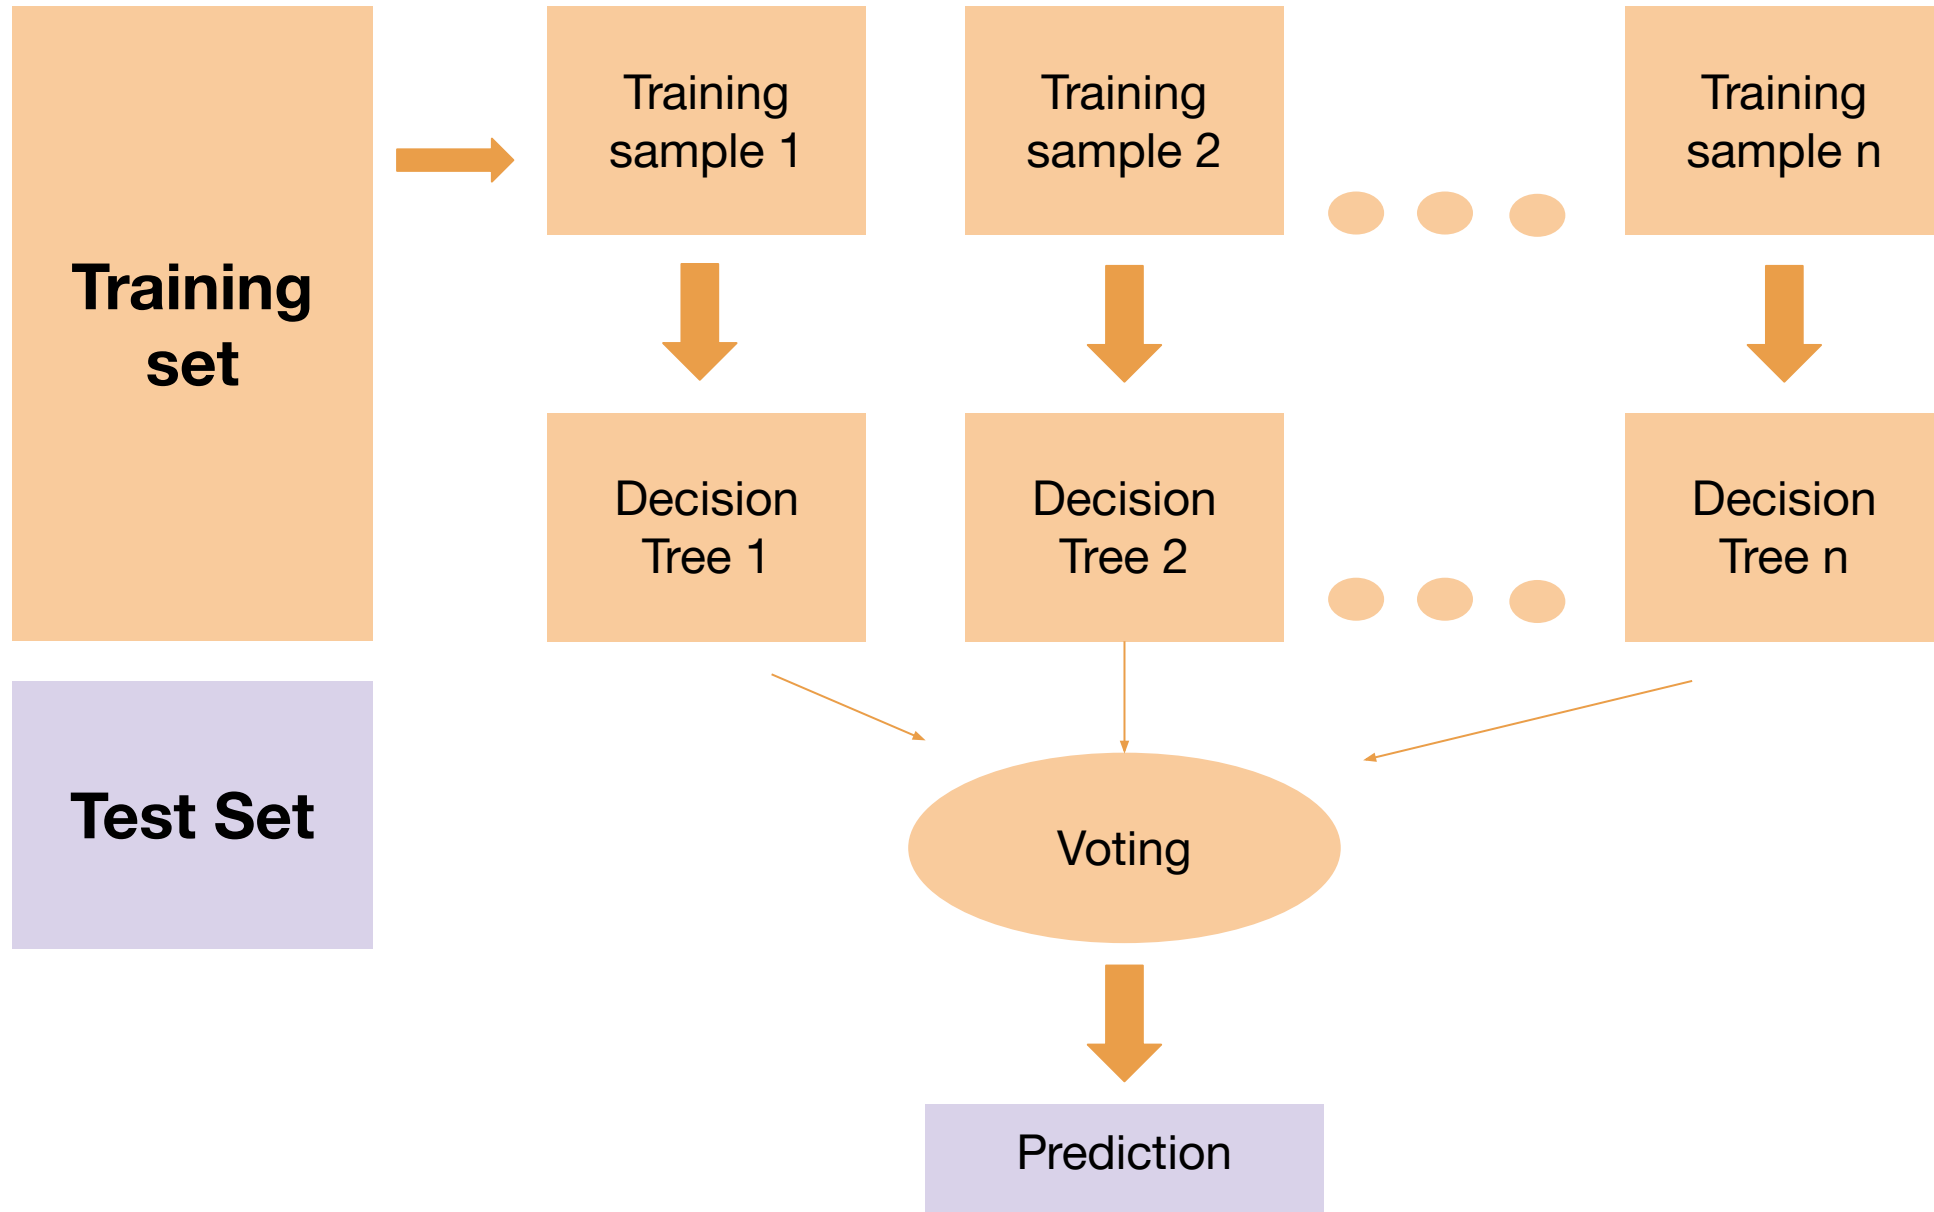 Training
set
Training
sample 1
Training
sample 2
Training
sample n
Decision
Tree 1
Decision
Tree 2
Decision
Tree n
Test Set
Voting
Prediction